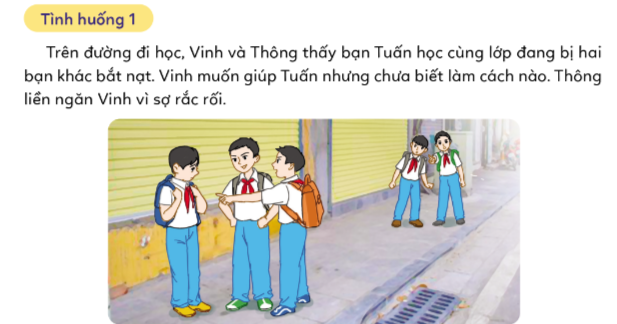 Tình huống 1
Trên đường đi học, Vinh và Thông thấy bạn Tuấn học cùng lớp đang bị hai
bạn khác bắt nạt. Vinh muốn giúp Tuấn nhưng chưa biết làm cách nào. Thông
liền ngăn Vinh vì sợ rắc rối.